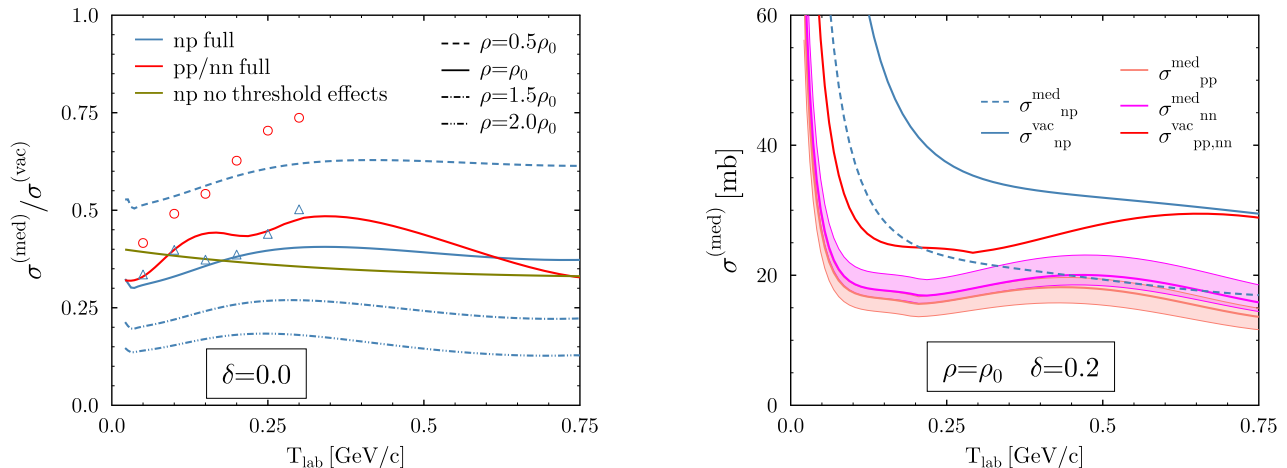 1.0
0.75
0.5
0.25
0.0
σ^(med)/σ^(vac)
np full
pp/nn full
np no threshold effects
ρ=0.5ρ₀
ρ=ρ₀
ρ=1.5ρ₀
ρ=2.0ρ₀
δ=0.0
0.0 0.25 0.5 0.75
T_lab [GeV/c]
60
40
20
0
σ^(med) [mb]
σ^med_np
σ^vac_np
σ^med_pp
σ^med_nn
σ^vac_pp,nn
ρ=ρ₀ δ=0.2
0.0 0.25 0.5 0.75
T_lab [GeV/c]